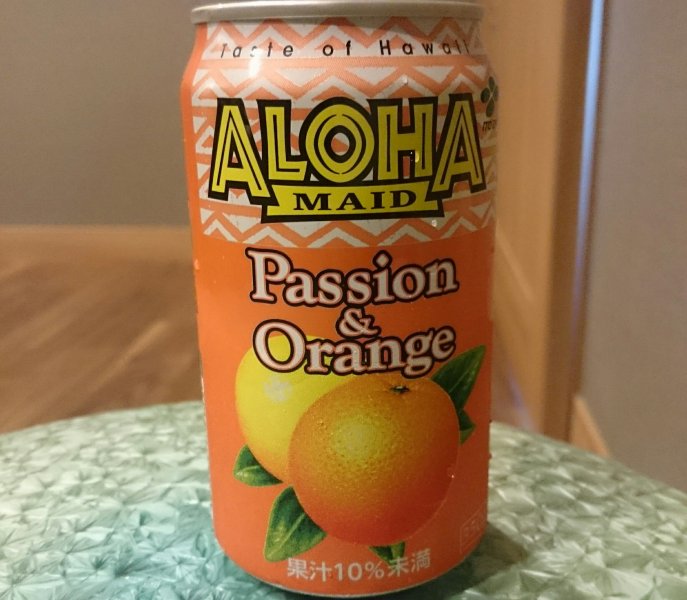 Taste of Hawaii
ALOHA
MAID
Passion
&
Orange
果汁10%未満